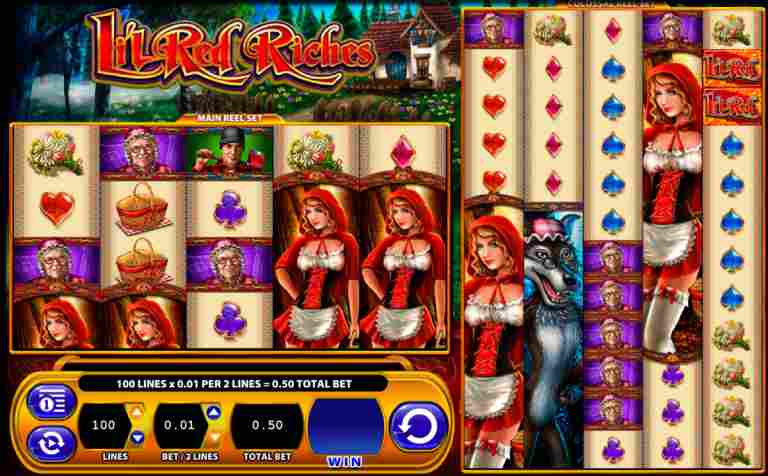 COLOSSAL REEL SET
Li'l Red Riches
MAIN REEL SET
100 LINES x 0.01 PER 2 LINES = 0.50 TOTAL BET
100
0.01
0.50
LINES
BET / 2 LINES
TOTAL BET
WIN